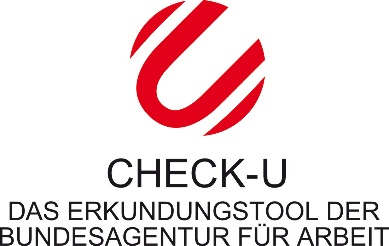 CHECK-U
DAS ERKUNDUNGSTOOL DER
BUNDESAGENTUR FÜR ARBEIT